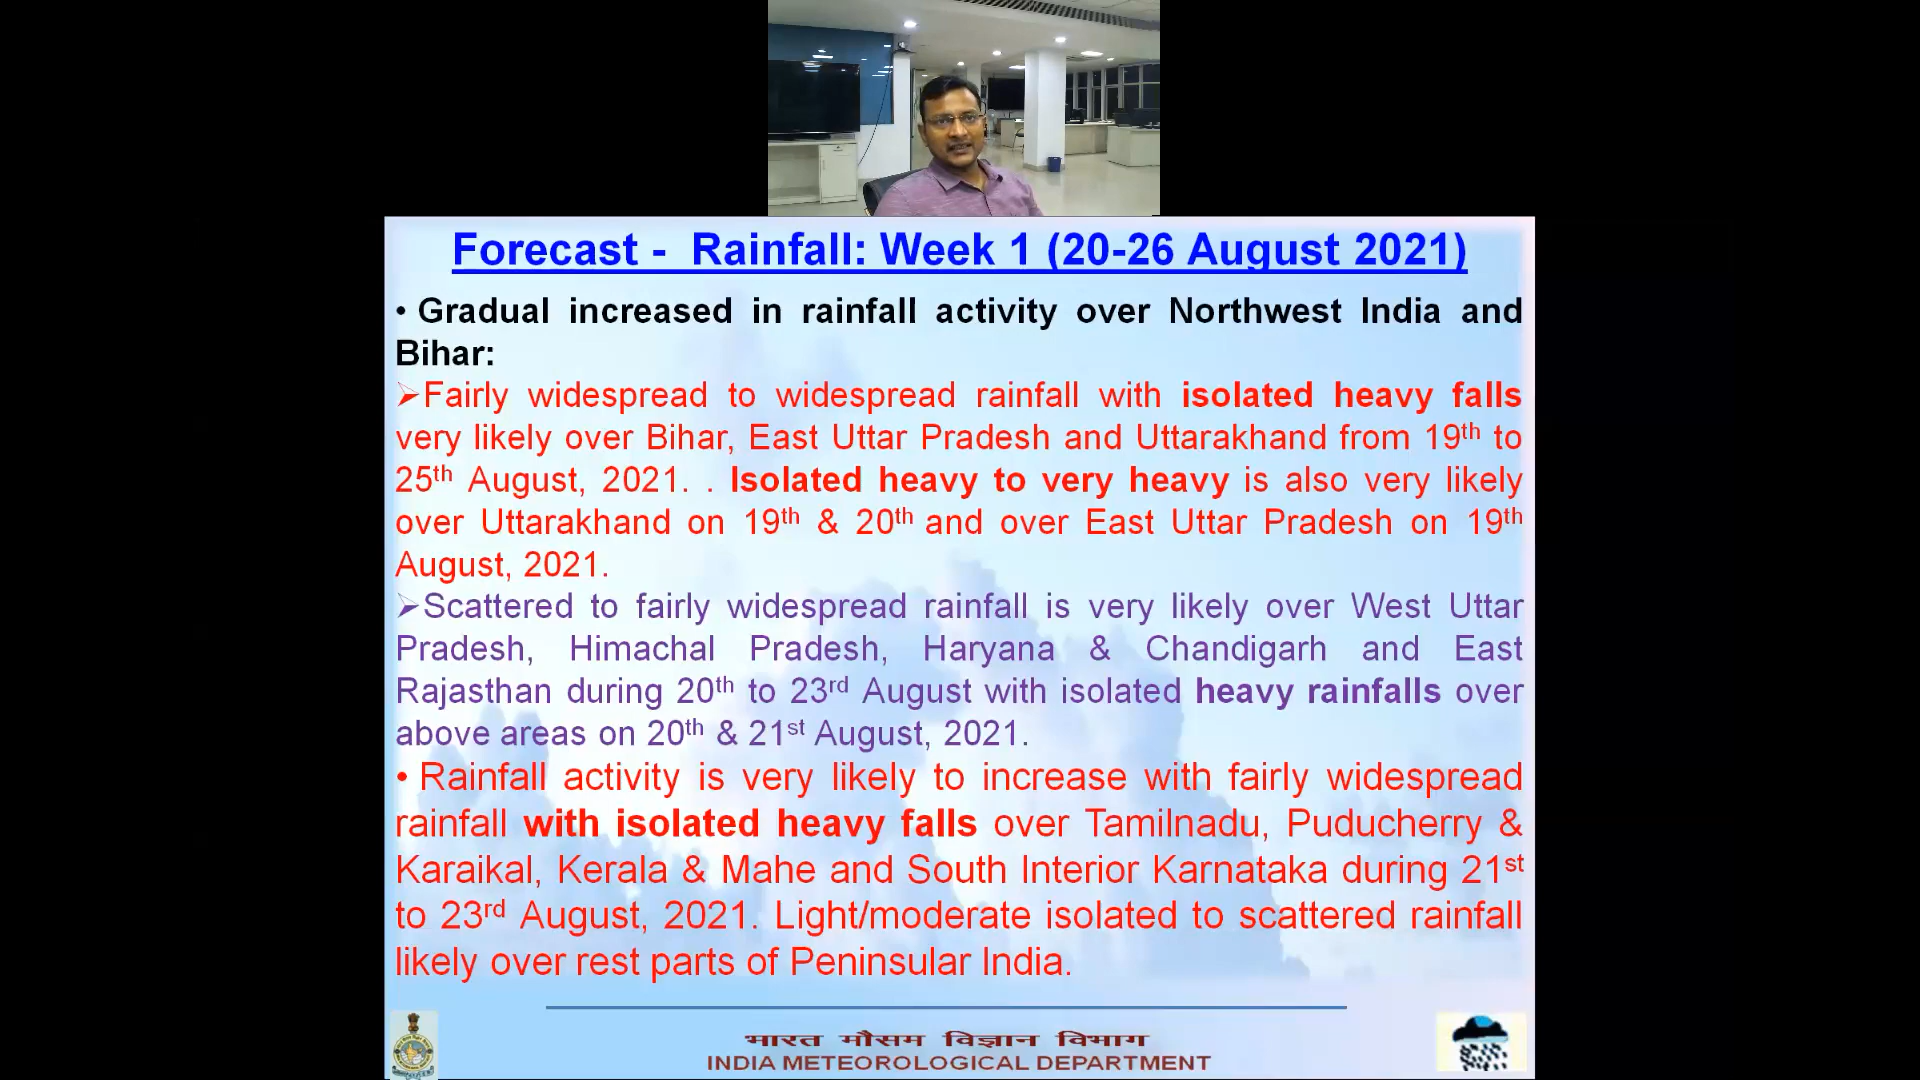 Forecast - Rainfall: Week 1 (20-26 August 2021)
• Gradual increased in rainfall activity over Northwest India and
Bihar:
➢Fairly widespread to widespread rainfall with isolated heavy falls
very likely over Bihar, East Uttar Pradesh and Uttarakhand from 19th to
25th August, 2021. . Isolated heavy to very heavy is also very likely
over Uttarakhand on 19th & 20th and over East Uttar Pradesh on 19th
August, 2021.
➢Scattered to fairly widespread rainfall is very likely over West Uttar
Pradesh, Himachal Pradesh, Haryana & Chandigarh and East
Rajasthan during 20th to 23rd August with isolated heavy rainfalls over
above areas on 20th & 21st August, 2021.
• Rainfall activity is very likely to increase with fairly widespread
rainfall with isolated heavy falls over Tamilnadu, Puducherry &
Karaikal, Kerala & Mahe and South Interior Karnataka during 21st
to 23rd August, 2021. Light/moderate isolated to scattered rainfall
likely over rest parts of Peninsular India.
भारत मौसम विज्ञान विभाग
INDIA METEOROLOGICAL DEPARTMENT